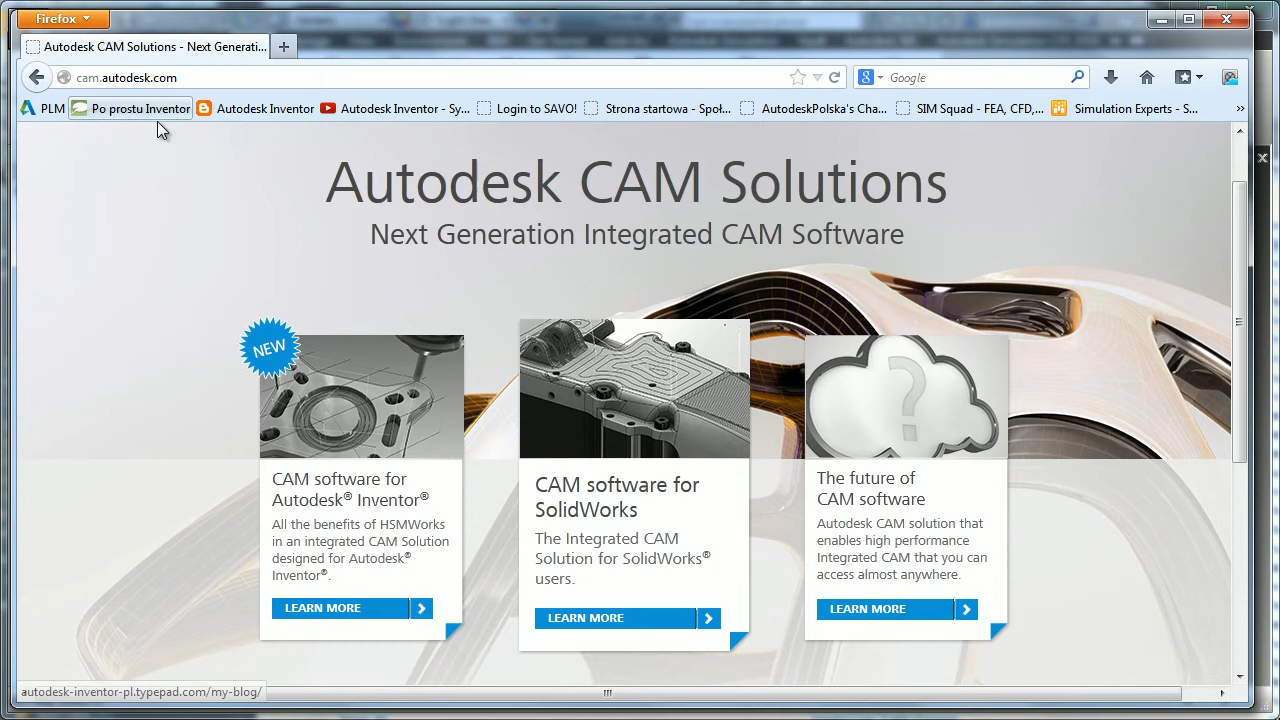 Firefox
Autodesk CAM Solutions - Next Generati...
cam.autodesk.com
Google
PLM
Po prostu Inventor
Autodesk Inventor
Autodesk Inventor - Sy...
Login to SAVO!
Strona startowa - Spot...
AutodeskPolska's Cha...
SIM Squad - FEA, CFD,...
Simulation Experts - S...
Autodesk CAM Solutions
Next Generation Integrated CAM Software
NEW
CAM software for
Autodesk® Inventor®
All the benefits of HSMWorks
in an integrated CAM Solution
designed for Autodesk®
Inventor®.
LEARN MORE
CAM software for
SolidWorks
The Integrated CAM
Solution for SolidWorks®
users.
LEARN MORE
The future of
CAM software
Autodesk CAM solution that
enables high performance
Integrated CAM that you can
access almost anywhere.
LEARN MORE
autodesk-inventor-pl.typepad.com/my-blog/